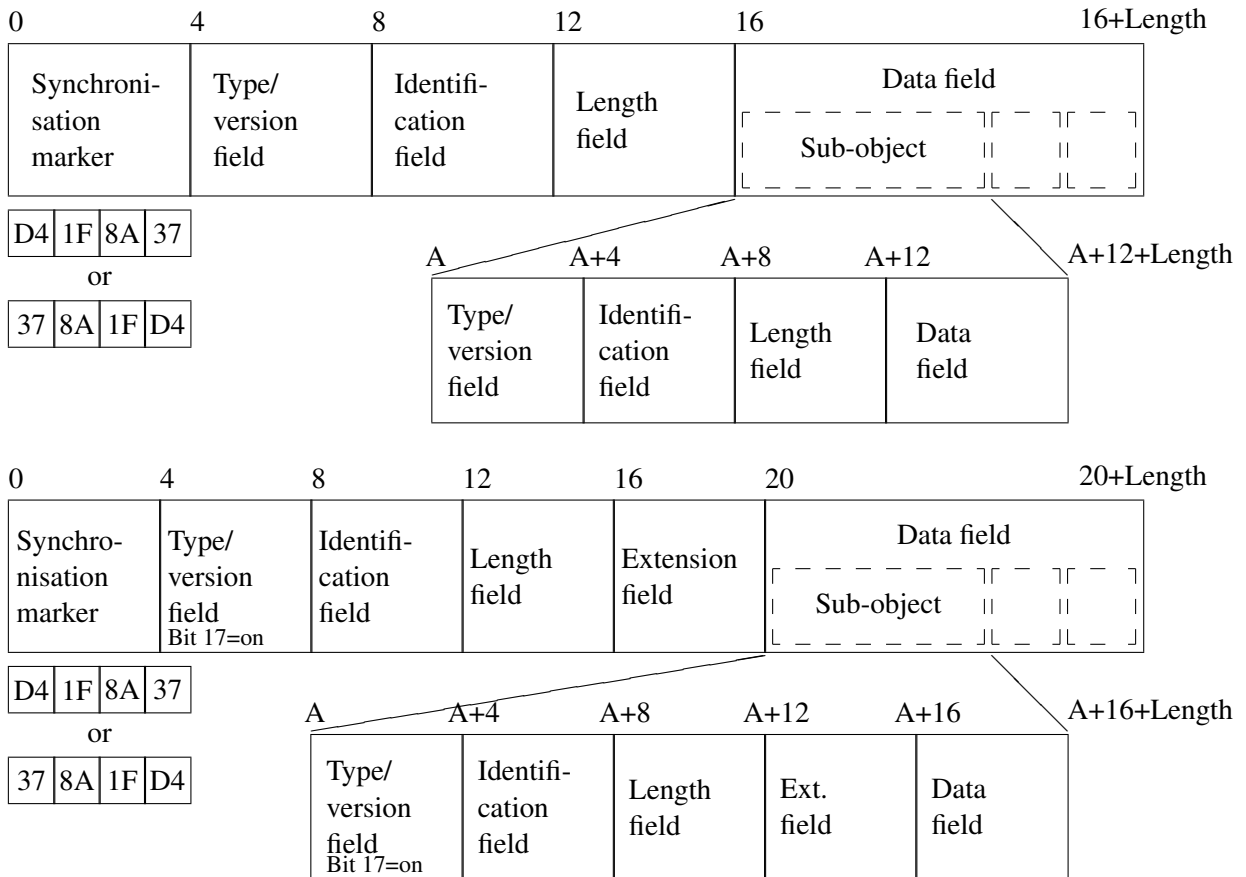 0 4 8 12 16 16+Length
Synchroni-
sation
marker
Type/
version
field
Identifi-
cation
field
Length
field
Data field
Sub-object
D4 1F 8A 37
or
37 8A 1F D4
A A+4 A+8 A+12 A+12+Length
Type/
version
field
Identifi-
cation
field
Length
field
Data
field
0 4 8 12 16 20 20+Length
Synchro-
nisation
marker
Type/
version
field
Bit 17=on
Identifi-
cation
field
Length
field
Extension
field
Data field
Sub-object
D4 1F 8A 37
or
37 8A 1F D4
A A+4 A+8 A+12 A+16 A+16+Length
Type/
version
field
Bit 17=on
Identifi-
cation
field
Length
field
Ext.
field
Data
field